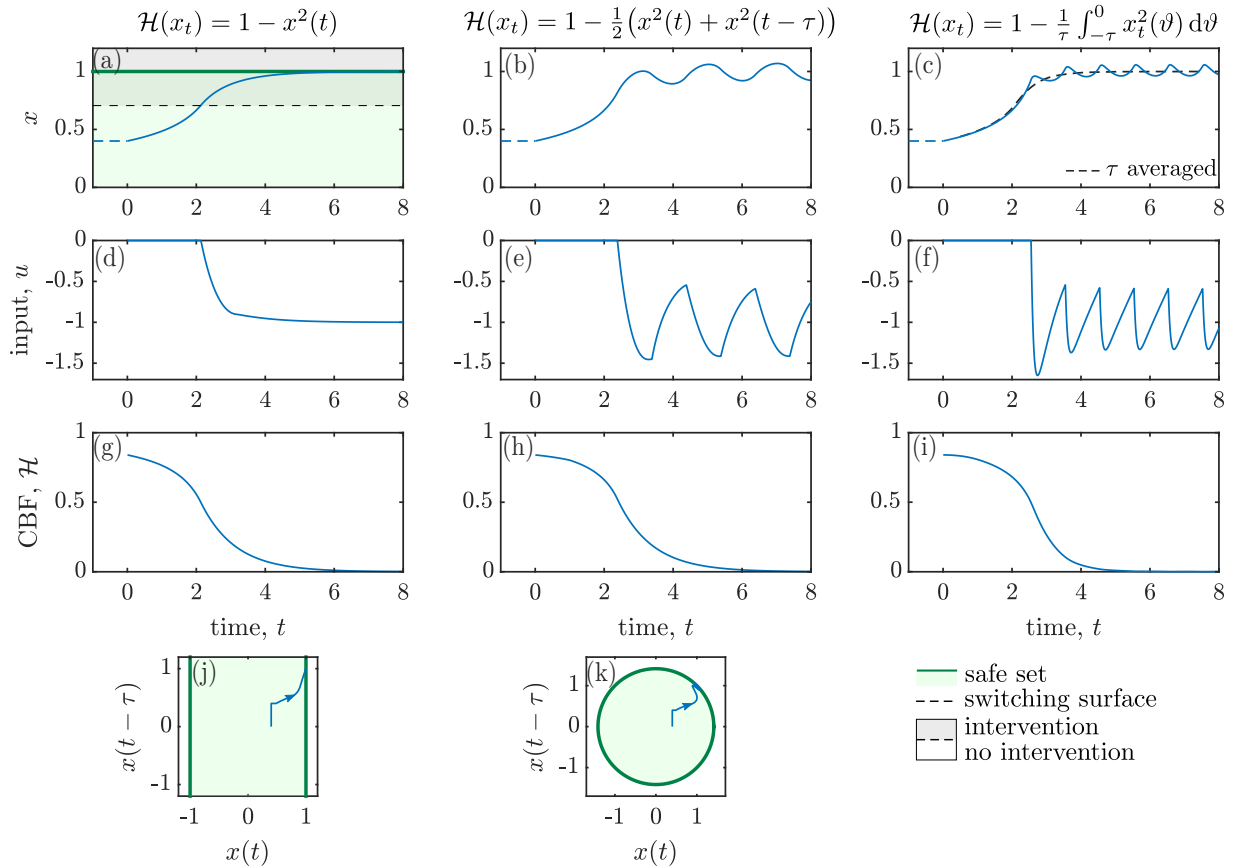 ℋ(x_t) = 1 − x²(t)
ℋ(x_t) = 1 − ½(x²(t) + x²(t − τ))
ℋ(x_t) = 1 − (1/τ) ∫_{−τ}^{0} x_t²(ϑ) dϑ
(a)
1
0.5
0
x
0 2 4 6 8
(b)
1
0.5
0
0 2 4 6 8
(c)
1
0.5
0
τ averaged
0 2 4 6 8
(d)
0
-0.5
-1
-1.5
input, u
0 2 4 6 8
(e)
0
-0.5
-1
-1.5
0 2 4 6 8
(f)
0
-0.5
-1
-1.5
0 2 4 6 8
(g)
1
0.5
0
CBF, ℋ
0 2 4 6 8
time, t
(h)
1
0.5
0
0 2 4 6 8
time, t
(i)
1
0.5
0
0 2 4 6 8
time, t
(j)
1
0
-1
x(t − τ)
-1 0 1
x(t)
(k)
1
0
-1
x(t − τ)
-1 0 1
x(t)
safe set
switching surface
intervention
no intervention